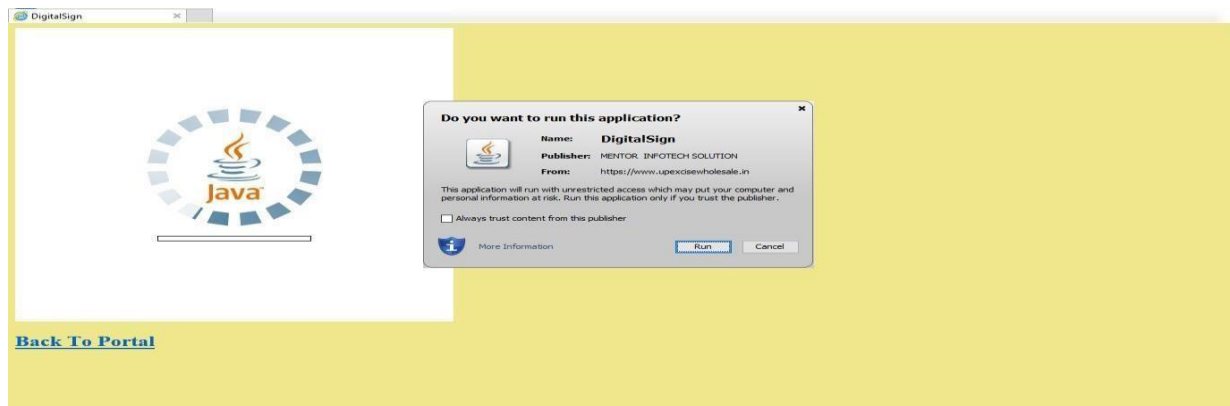 DigitalSign
Java
Do you want to run this application?
Name: DigitalSign
Publisher: MENTOR INFOTECH SOLUTION
From: https://www.upexcisewholesale.in
This application will run with unrestricted access which may put your computer and
personal information at risk. Run this application only if you trust the publisher.
Always trust content from this publisher
More Information
Run
Cancel
Back To Portal